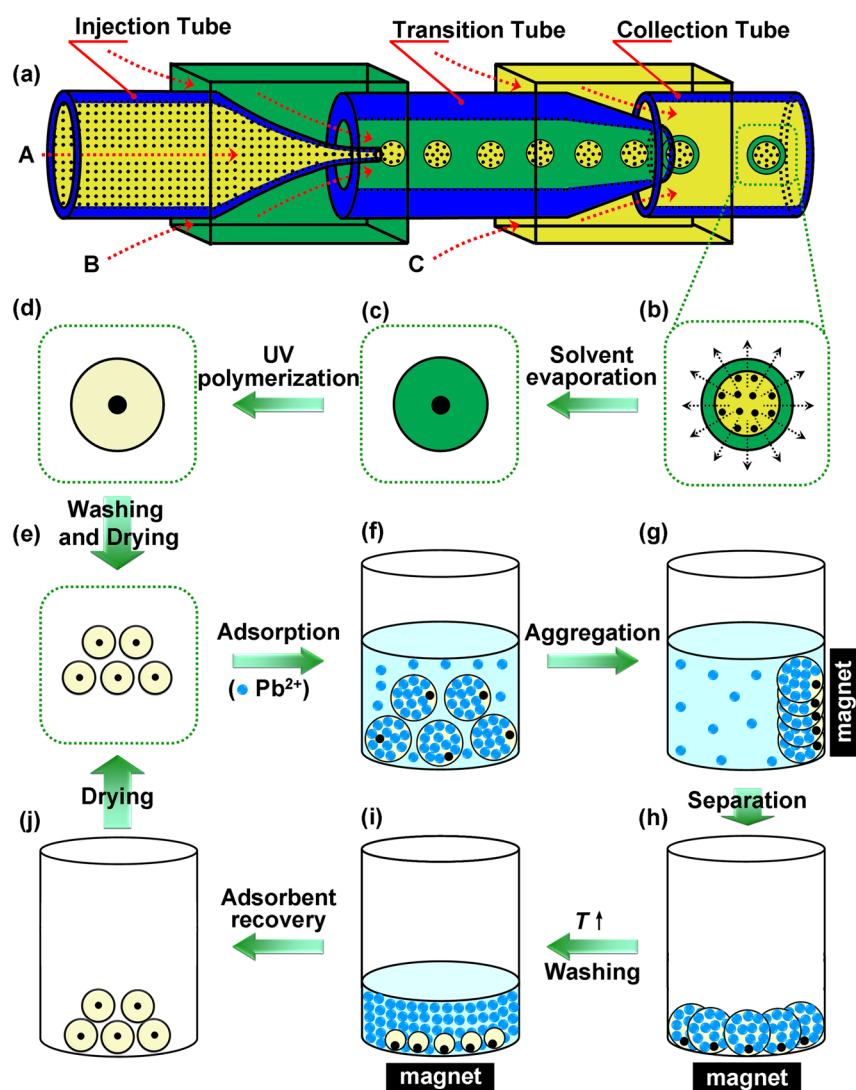 Injection Tube
Transition Tube
Collection Tube
(a)
A
B
C
(d)
(c)
(b)
UV
polymerization
Solvent
evaporation
Washing
and Drying
(e)
(f)
(g)
Adsorption
(● Pb²⁺)
Aggregation
magnet
Drying
Separation
(j)
(i)
(h)
Adsorbent
recovery
T ↑
Washing
magnet
magnet